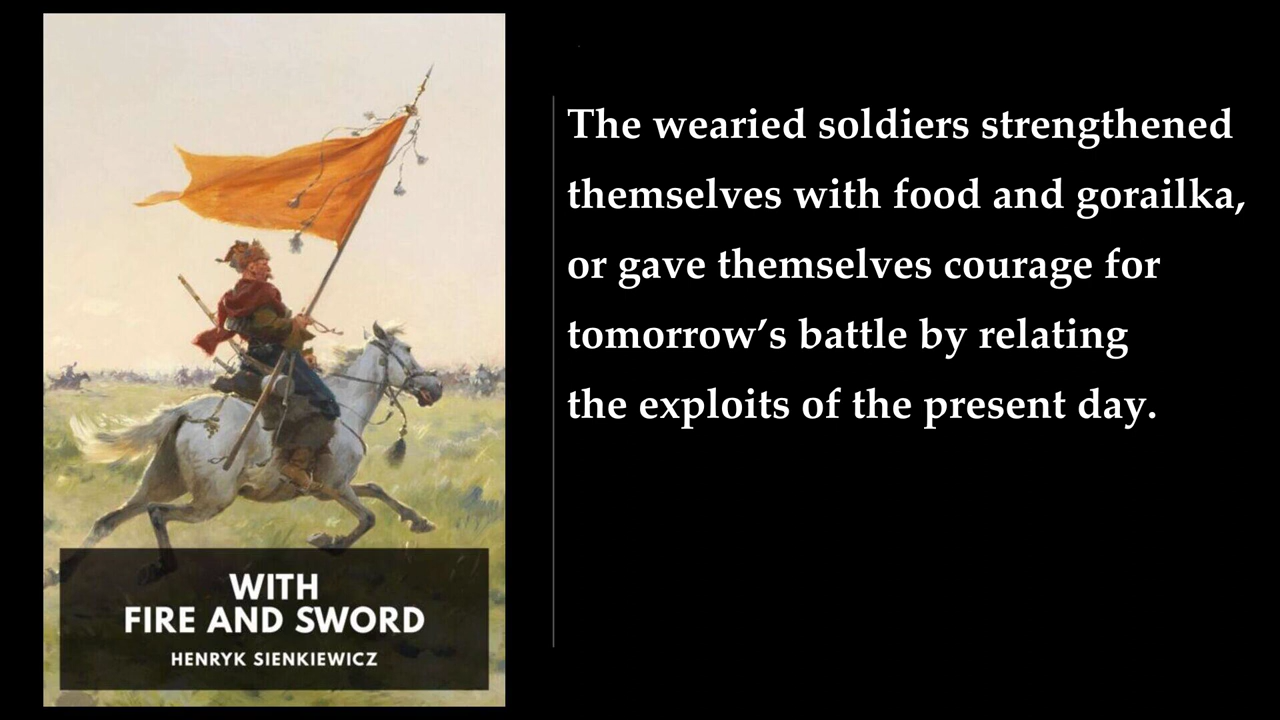 WITH
FIRE AND SWORD
HENRYK SIENKIEWICZ
The wearied soldiers strengthened
themselves with food and gorailka,
or gave themselves courage for
tomorrow’s battle by relating
the exploits of the present day.